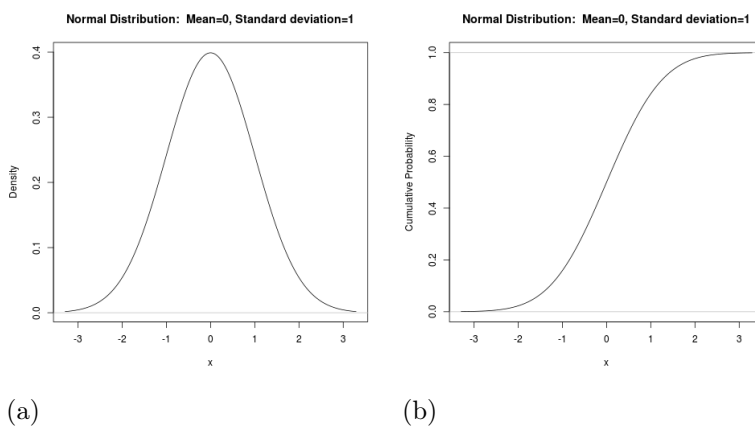 Normal Distribution: Mean=0, Standard deviation=1
0.4
0.3
0.2
0.1
0.0
Density
-3 -2 -1 0 1 2 3
x
(a)
Normal Distribution: Mean=0, Standard deviation=1
1.0
0.8
0.6
0.4
0.2
0.0
Cumulative Probability
-3 -2 -1 0 1 2 3
x
(b)